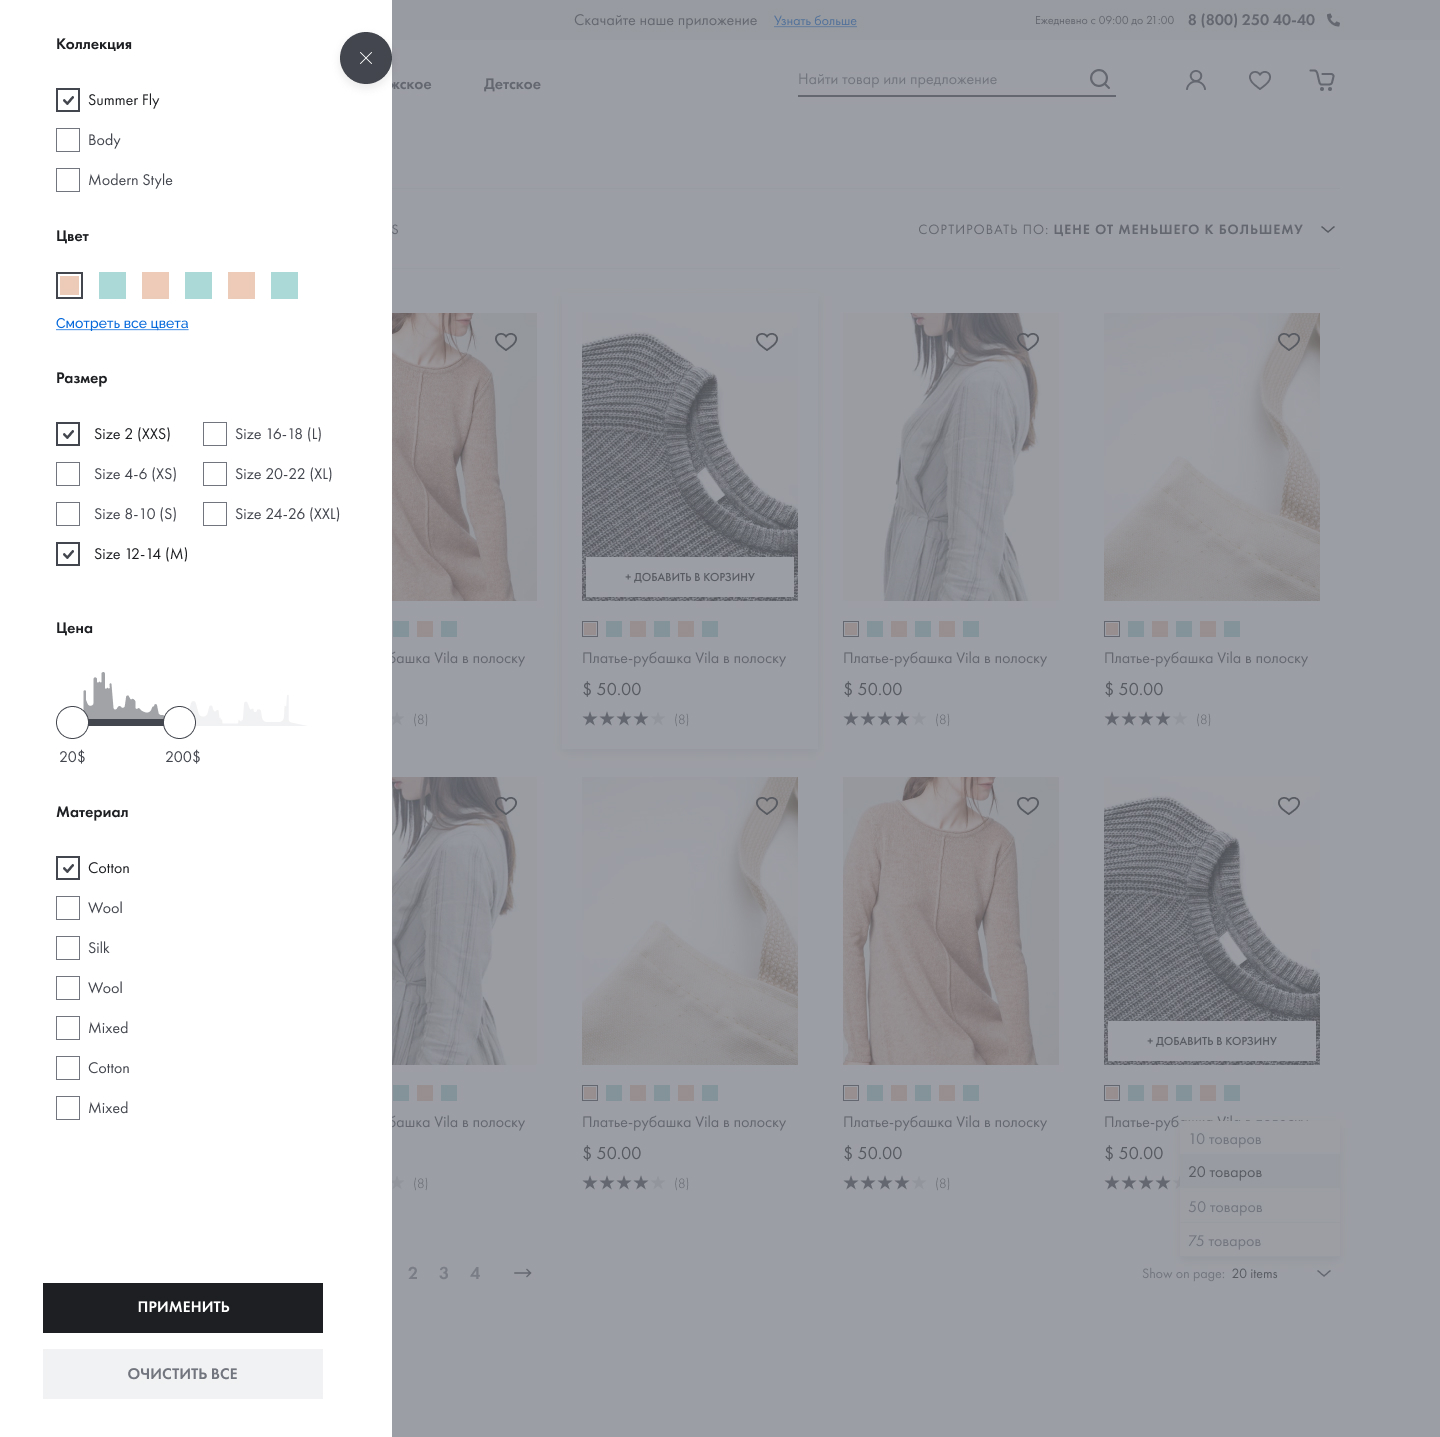 Коллекция
Summer Fly
Body
Modern Style
Цвет
Смотреть все цвета
Размер
Size 2 (XXS)
Size 16-18 (L)
Size 4-6 (XS)
Size 20-22 (XL)
Size 8-10 (S)
Size 24-26 (XXL)
Size 12-14 (M)
Цена
20$
200$
Материал
Cotton
Wool
Silk
Wool
Mixed
Cotton
Mixed
ПРИМЕНИТЬ
ОЧИСТИТЬ ВСЕ
Скачайте наше приложение Узнать больше
Ежедневно с 09:00 до 21:00 8 (800) 250 40-40
Детское
Найти товар или предложение
СОРТИРОВАТЬ ПО: ЦЕНЕ ОТ МЕНЬШЕГО К БОЛЬШЕМУ
+ ДОБАВИТЬ В КОРЗИНУ
в полоску
Платье-рубашка Vila в полоску
Платье-рубашка Vila в полоску
Платье-рубашка Vila в полоску
$ 50.00
$ 50.00
$ 50.00
(8)
(8)
(8)
(8)
+ ДОБАВИТЬ В КОРЗИНУ
Vila в полоску
Платье-рубашка Vila в полоску
Платье-рубашка Vila в полоску
$ 50.00
$ 50.00
$ 50.00
(8)
(8)
(8)
10 товаров
20 товаров
50 товаров
75 товаров
2 3 4
Show on page: 20 items